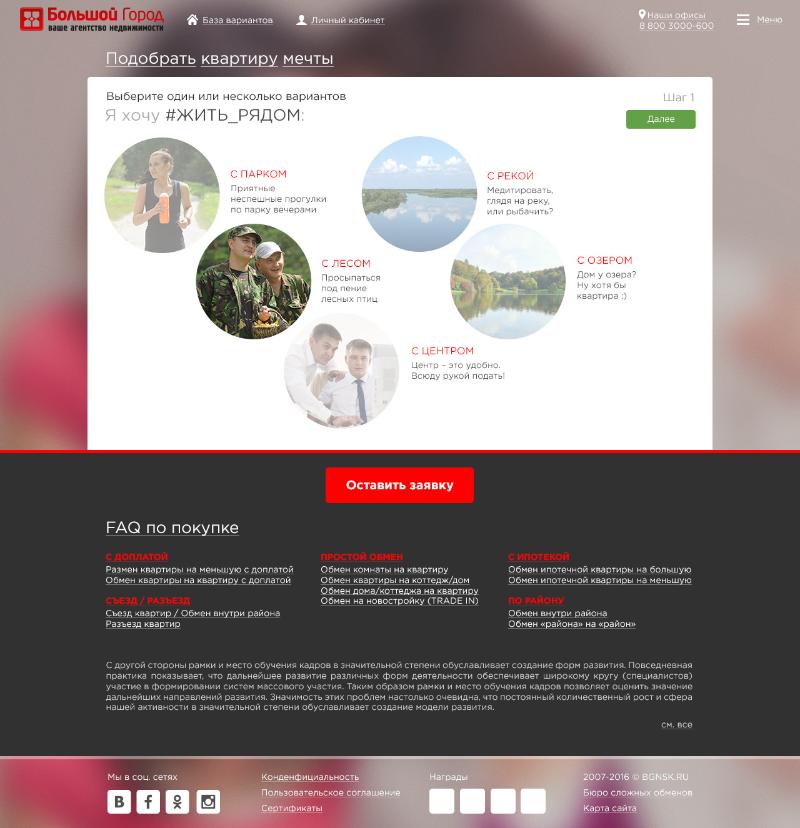 Большой Город
ваше агентство недвижимости
База вариантов
Личный кабинет
Наши офисы
8 800 3000-600
Меню
Подобрать квартиру мечты
Выберите один или несколько вариантов
Я хочу #ЖИТЬ_РЯДОМ:
Шаг 1
Далее
С ПАРКОМ
Приятные
неспешные прогулки
по парку вечерами
С РЕКОЙ
Медитировать,
глядя на реку,
или рыбачить?
С ЛЕСОМ
Просыпаться
под пение
лесных птиц
С ОЗЕРОМ
Дом у озера?
Ну хотя бы
квартира ;)
С ЦЕНТРОМ
Центр – это удобно.
Всюду рукой подать!
Оставить заявку
FAQ по покупке
С ДОПЛАТОЙ
Размен квартиры на меньшую с доплатой
Обмен квартиры на квартиру с доплатой
СЪЕЗД / РАЗЪЕЗД
Съезд квартир / Обмен внутри района
Разъезд квартир
ПРОСТОЙ ОБМЕН
Обмен комнаты на квартиру
Обмен квартиры на коттедж/дом
Обмен дома/коттеджа на квартиру
Обмен на новостройку (TRADE IN)
С ИПОТЕКОЙ
Обмен ипотечной квартиры на большую
Обмен ипотечной квартиры на меньшую
ПО РАЙОНУ
Обмен внутри района
Обмен «района» на «район»
С другой стороны рамки и место обучения кадров в значительной степени обуславливает создание форм развития. Повседневная
практика показывает, что дальнейшее развитие различных форм деятельности обеспечивает широкому кругу (специалистов)
участие в формировании систем массового участия. Таким образом рамки и место обучения кадров позволяет оценить значение
дальнейших направлений развития. Значимость этих проблем настолько очевидна, что постоянный количественный рост и сфера
нашей активности в значительной степени обуславливает создание модели развития.
см. все
Мы в соц. сетях
Конденфициальность
Пользовательское соглашение
Сертификаты
Награды
2007-2016 © BGNSK.RU
Бюро сложных обменов
Карта сайта